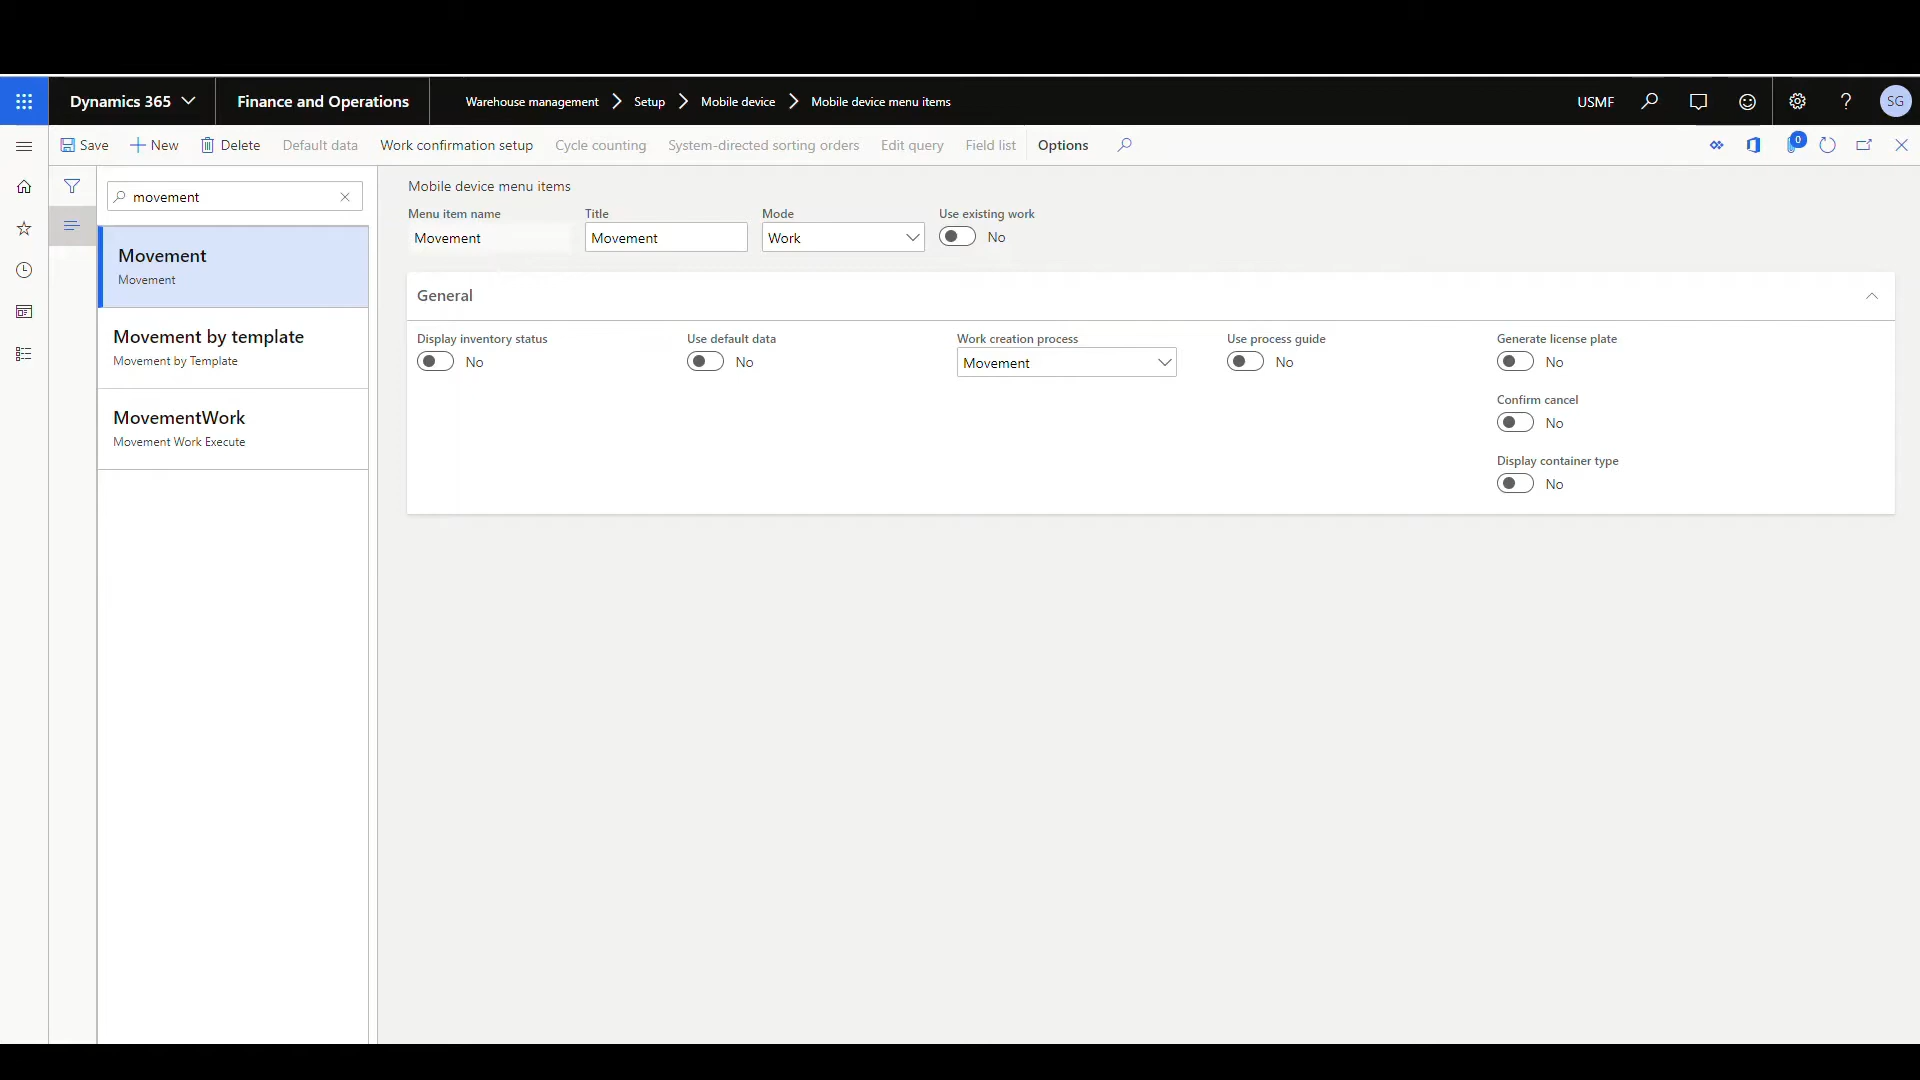 Dynamics 365
Finance and Operations
Warehouse management Setup Mobile device Mobile device menu items
USMF
SG
Save New Delete Default data Work confirmation setup Cycle counting System-directed sorting orders Edit query Field list Options
0
movement
Movement
Movement
Movement by template
Movement by Template
MovementWork
Movement Work Execute
Mobile device menu items
Menu item name Title Mode Use existing work
Movement Movement Work No
General
Display inventory status Use default data Work creation process Use process guide Generate license plate
No No Movement No No
Confirm cancel
No
Display container type
No